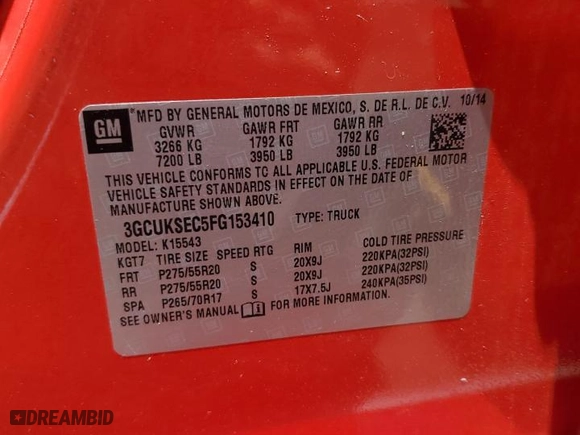 GM
MFD BY GENERAL MOTORS DE MEXICO, S. DE R.L. DE C.V. 10/14
GVWR GAWR FRT GAWR RR
3266 KG 1792 KG 1792 KG
7200 LB 3950 LB 3950 LB
THIS VEHICLE CONFORMS TO ALL APPLICABLE U.S. FEDERAL MOTOR
VEHICLE SAFETY STANDARDS IN EFFECT ON THE DATE OF
MANUFACTURE SHOWN ABOVE.
3GCUKSEC5FG153410 TYPE: TRUCK
MODEL: K15543
KGT7 TIRE SIZE SPEED RTG RIM COLD TIRE PRESSURE
FRT P275/55R20 S 20X9J 220KPA(32PSI)
RR P275/55R20 S 20X9J 220KPA(32PSI)
SPA P265/70R17 S 17X7.5J 240KPA(35PSI)
SEE OWNER'S MANUAL FOR MORE INFORMATION.
DREAMBID